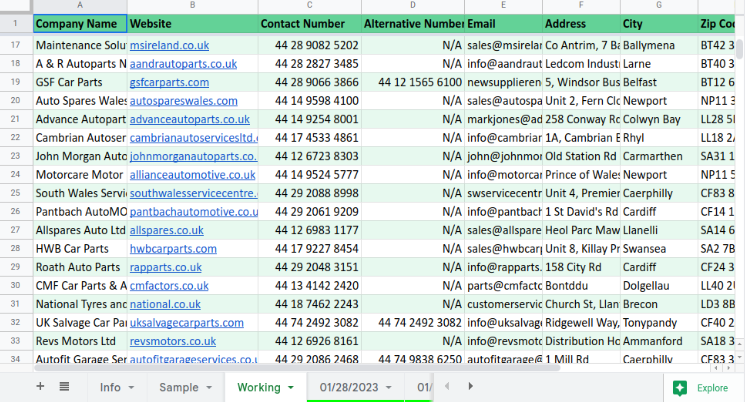 A B C D E F G H
1 Company Name Website Contact Number Alternative Number Email Address City Zip Co
17 Maintenance Solu msireland.co.uk 44 28 9082 5202 N/A sales@msirelan Co Antrim, 7 Ba Ballymena BT42 3
18 A & R Autoparts N aandrautoparts.co.uk 44 28 2827 3485 N/A info@aandraut Ledcom Indust Larne BT40 3
19 GSF Car Parts gsfcarparts.com 44 28 9066 3866 44 12 1565 6100 newsupplieren 5, Windsor Bus Belfast BT12 6
20 Auto Spares Wales autospareswales.com 44 14 9598 4100 N/A sales@autospa Unit 2, Fern Clo Newport NP11 3
21 Advance Autopart advanceautoparts.co.uk 44 14 9254 8001 N/A markjones@ad 258 Conway Ro Colwyn Bay LL28 5
22 Cambrian Autoser cambrianautoservicesltd. 44 17 4533 4861 N/A info@cambrian 1A, Cambrian E Rhyl LL18 2
23 John Morgan Auto johnmorganautoparts.co. 44 12 6723 8303 N/A john@johnmor Old Station Rd Carmarthen SA31 1
24 Motorcare Motor allianceautomotive.co.uk 44 14 9524 5777 N/A info@motorcar Prince of Wales Newport NP11 5
25 South Wales Servi southwalesservicecentre. 44 29 2088 8998 N/A swservicecentr Unit 4, Premier Caerphilly CF83 8
26 Pantbach AutoMO pantbachautomotive.co.u 44 29 2061 9209 N/A info@pantbach 1 St David's Rd Cardiff CF14 1
27 Allspares Auto Ltd allspares.co.uk 44 12 6983 1177 N/A sales@allspares Heol Parc Maw Llanelli SA14 6
28 HWB Car Parts hwbcarparts.com 44 17 9227 8454 N/A sales@hwbcarp Unit 8, Killay Pr Swansea SA2 7B
29 Roath Auto Parts rapparts.co.uk 44 29 2048 3151 N/A info@rapparts. 158 City Rd Cardiff CF24 3
30 CMF Car Parts & A cmfactors.co.uk 44 13 4142 2420 N/A parts@cmfacto Bontddu Dolgellau LL40 2
31 National Tyres and national.co.uk 44 18 7462 2243 N/A customerservic Church St, Llan Brecon LD3 8B
32 UK Salvage Car Par uksalvagecarparts.com 44 74 2492 3082 44 74 2492 3082 info@uksalvag Ridgeway Way, Tonypandy CF40 2
33 Revs Motors Ltd revsmotors.co.uk 44 12 6926 8161 N/A info@revsmoto Distribution Ho Ammanford SA18 3
34 Autofit Garage Ser autofitgarageservices.co. 44 29 2086 2468 44 74 9838 6250 autofitgarage@ 1 Mill Rd Caerphilly CF83 3
+ Info Sample Working 01/28/2023 01/ Explore